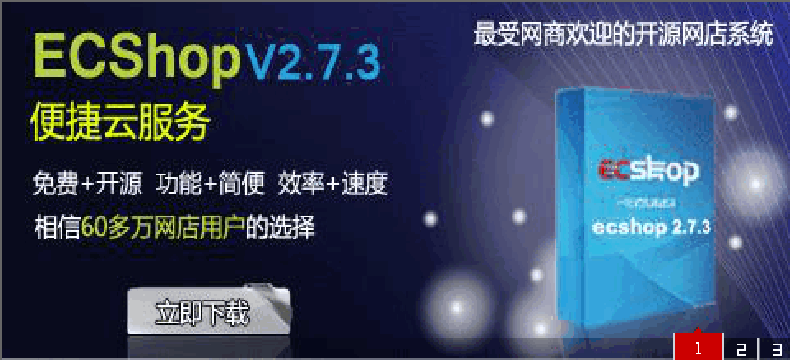 最受网商欢迎的开源网店系统
ECShop V2.7.3
便捷云服务
免费+开源 功能+简便 效率+速度
相信60多万网店用户的选择
立即下载
ecshop
ecshop 2.7.3
1 2 3